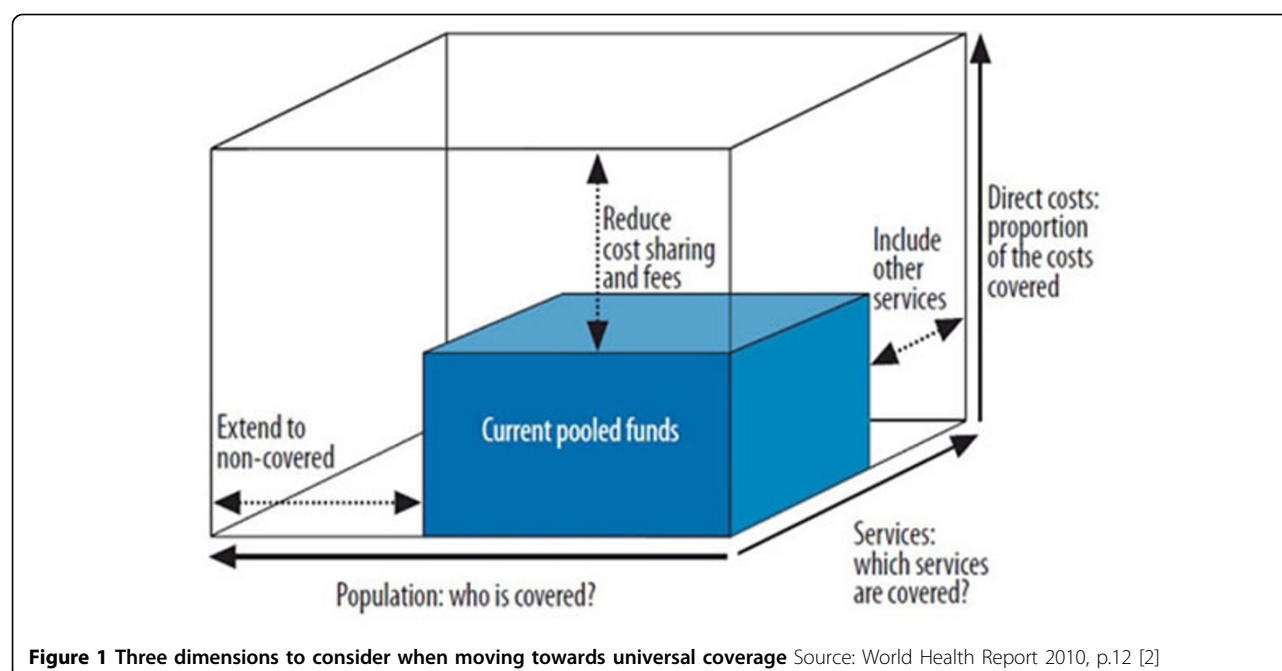 Reduce
cost sharing
and fees
Include
other
services
Direct costs:
proportion
of the costs
covered
Extend to
non-covered
Current pooled funds
Services:
which services
are covered?
Population: who is covered?
Figure 1 Three dimensions to consider when moving towards universal coverage Source: World Health Report 2010, p.12 [2]